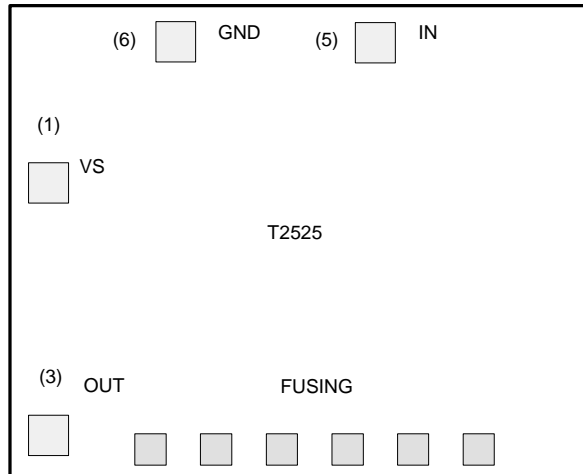 (6) GND (5) IN
(1)
VS
T2525
(3)
OUT FUSING